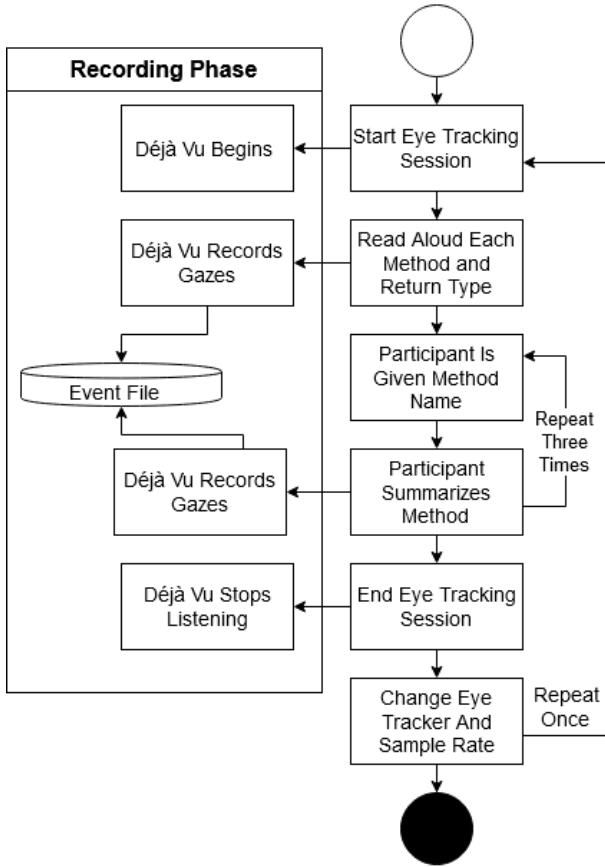 Recording Phase
Déjà Vu Begins
Start Eye Tracking
Session
Déjà Vu Records
Gazes
Read Aloud Each
Method and
Return Type
Event File
Participant Is
Given Method
Name
Repeat
Three
Times
Déjà Vu Records
Gazes
Participant
Summarizes
Method
Déjà Vu Stops
Listening
End Eye Tracking
Session
Change Eye
Tracker And
Sample Rate
Repeat
Once